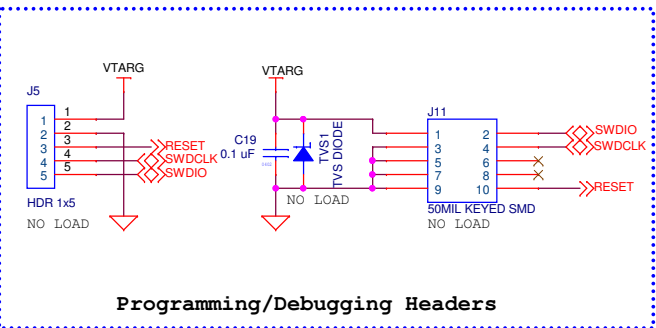 VTARG
J5
1
2
3
4
5
1
2
3
4
5
RESET
SWDCLK
SWDIO
HDR 1x5
NO LOAD
VTARG
C19
0.1 uF
TVS1
TVS DIODE
NO LOAD
J11
1
2
3
4
5
6
7
8
9
10
SWDIO
SWDCLK
RESET
50MIL KEYED SMD
NO LOAD
Programming/Debugging Headers